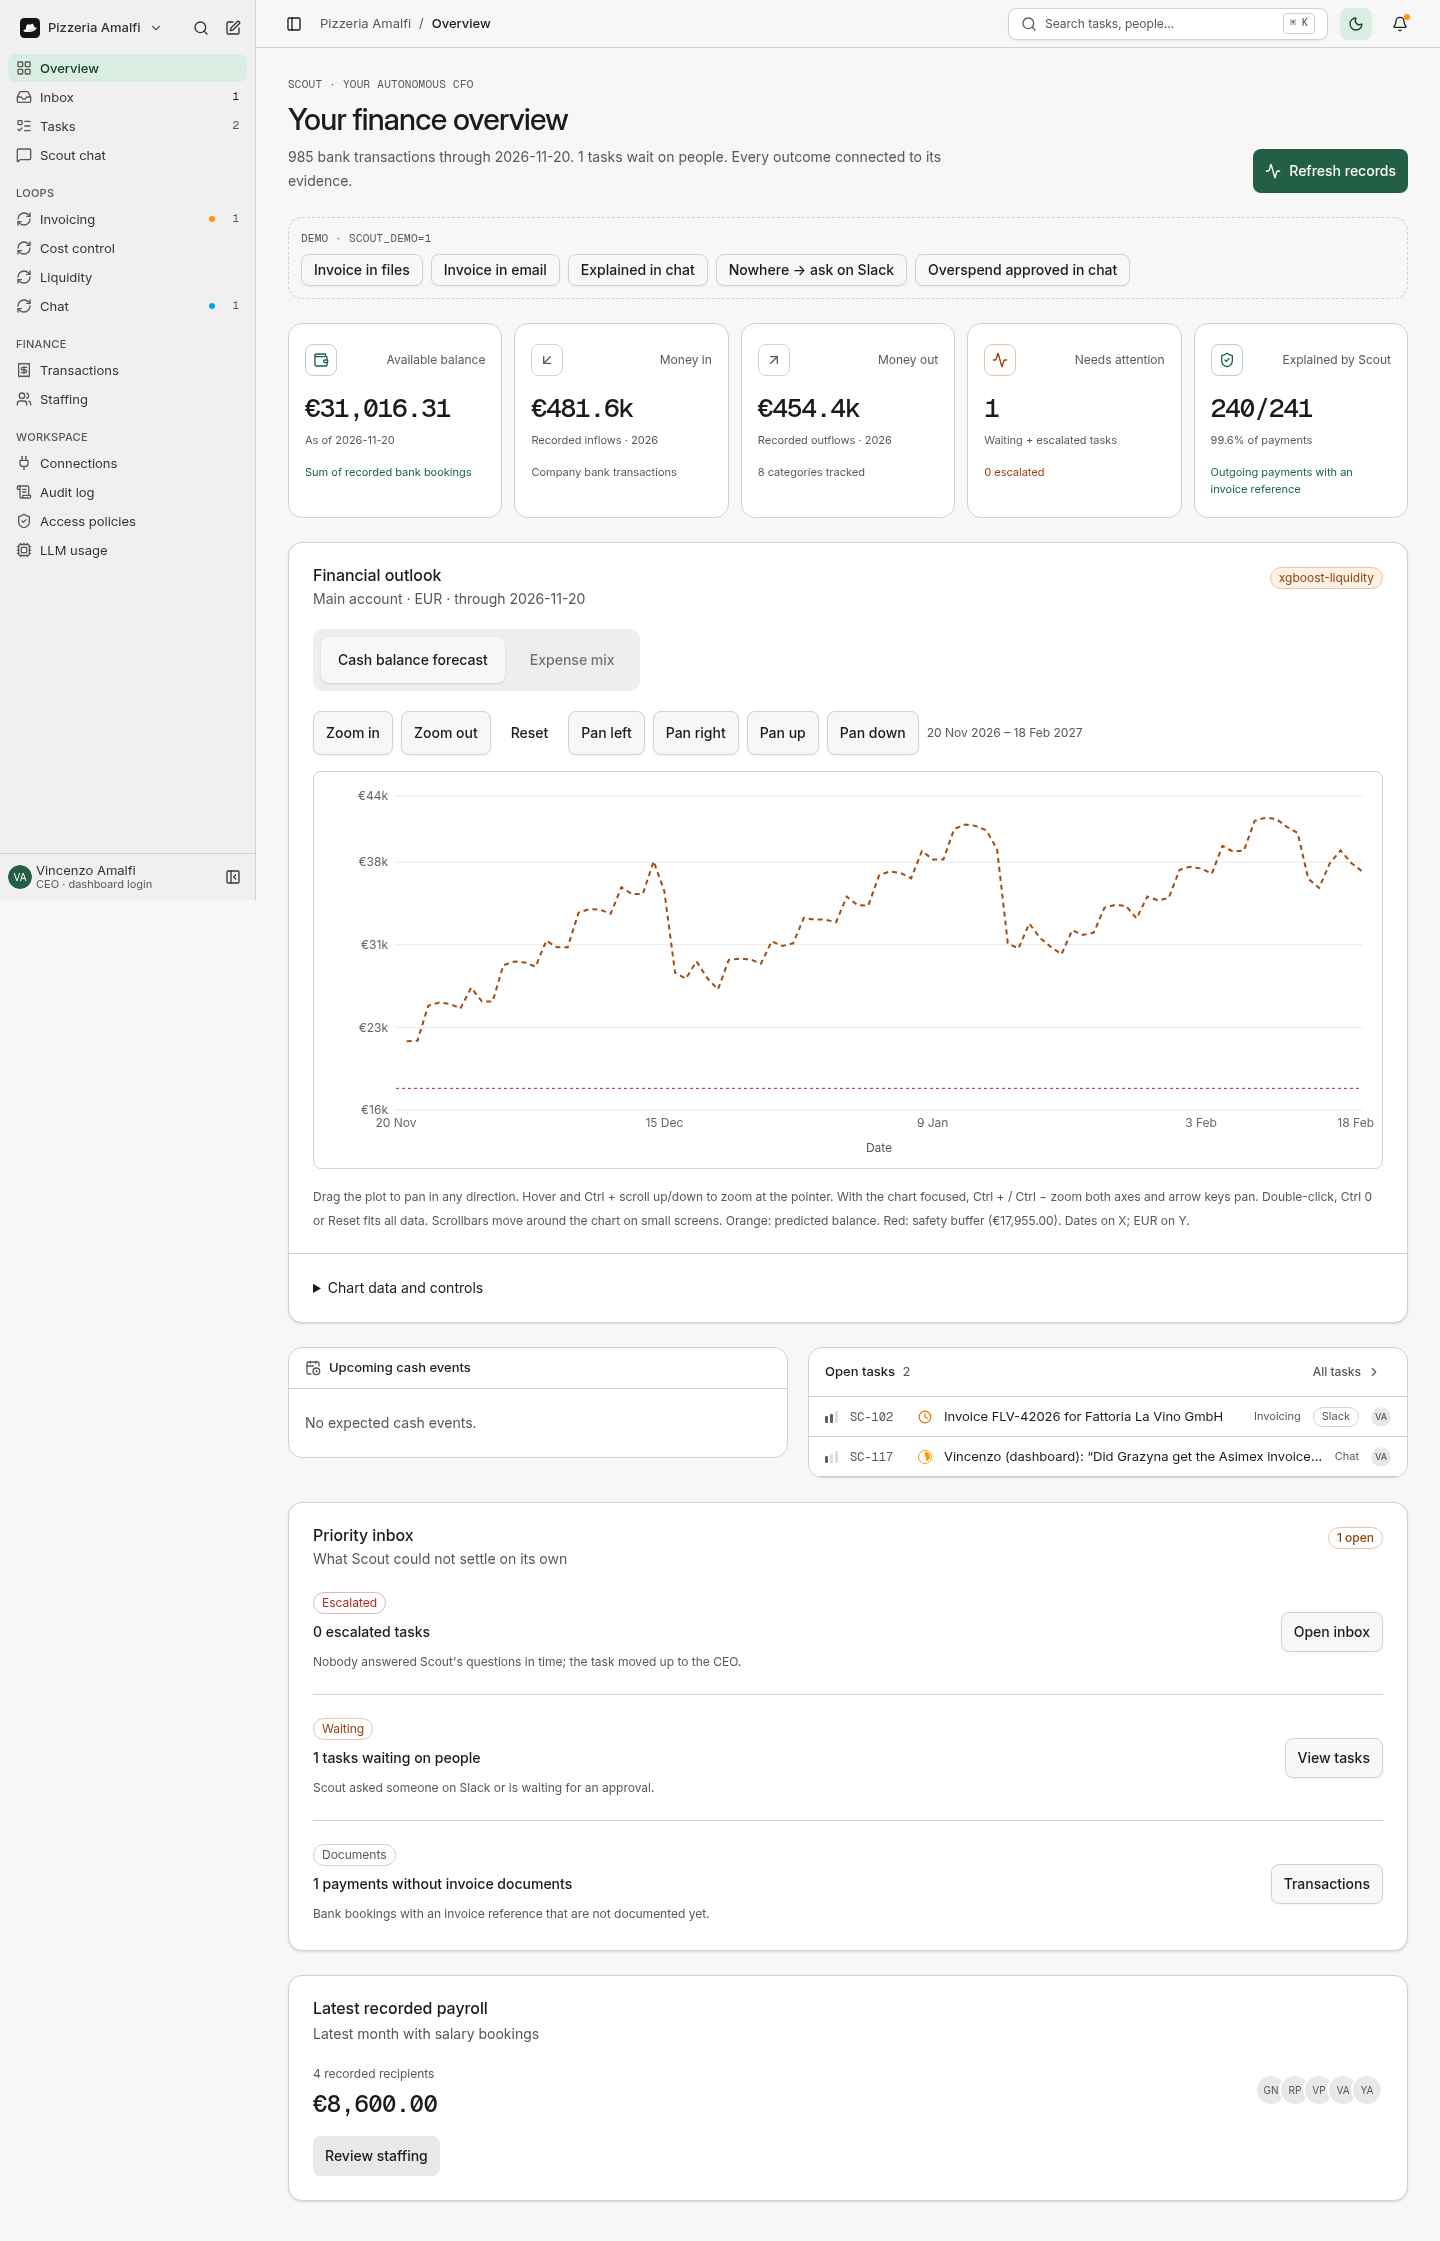 Pizzeria Amalfi
Overview
Inbox 1
Tasks 2
Scout chat
LOOPS
Invoicing 1
Cost control
Liquidity
Chat 1
FINANCE
Transactions
Staffing
WORKSPACE
Connections
Audit log
Access policies
LLM usage
VA
Vincenzo Amalfi
CEO · dashboard login
Pizzeria Amalfi / Overview
Search tasks, people... ⌘ K
SCOUT · YOUR AUTONOMOUS CFO
Your finance overview
985 bank transactions through 2026-11-20. 1 tasks wait on people. Every outcome connected to its
evidence.
Refresh records
DEMO · SCOUT_DEMO=1
Invoice in files Invoice in email Explained in chat Nowhere → ask on Slack Overspend approved in chat
Available balance
€31,016.31
As of 2026-11-20
Sum of recorded bank bookings
Money in
€481.6k
Recorded inflows · 2026
Company bank transactions
Money out
€454.4k
Recorded outflows · 2026
8 categories tracked
Needs attention
1
Waiting + escalated tasks
0 escalated
Explained by Scout
240/241
99.6% of payments
Outgoing payments with an
invoice reference
Financial outlook
xgboost-liquidity
Main account · EUR · through 2026-11-20
Cash balance forecast Expense mix
Zoom in Zoom out Reset Pan left Pan right Pan up Pan down 20 Nov 2026 – 18 Feb 2027
€44k
€38k
€31k
€23k
€16k
20 Nov 15 Dec 9 Jan 3 Feb 18 Feb
Date
Drag the plot to pan in any direction. Hover and Ctrl + scroll up/down to zoom at the pointer. With the chart focused, Ctrl + / Ctrl − zoom both axes and arrow keys pan. Double-click, Ctrl 0
or Reset fits all data. Scrollbars move around the chart on small screens. Orange: predicted balance. Red: safety buffer (€17,955.00). Dates on X; EUR on Y.
Chart data and controls
Upcoming cash events
No expected cash events.
Open tasks 2 All tasks
SC-102 Invoice FLV-42026 for Fattoria La Vino GmbH Invoicing Slack VA
SC-117 Vincenzo (dashboard): “Did Grazyna get the Asimex invoice... Chat VA
Priority inbox
1 open
What Scout could not settle on its own
Escalated
0 escalated tasks
Open inbox
Nobody answered Scout's questions in time; the task moved up to the CEO.
Waiting
1 tasks waiting on people
View tasks
Scout asked someone on Slack or is waiting for an approval.
Documents
1 payments without invoice documents
Transactions
Bank bookings with an invoice reference that are not documented yet.
Latest recorded payroll
Latest month with salary bookings
4 recorded recipients
€8,600.00
GN RP VP VA YA
Review staffing